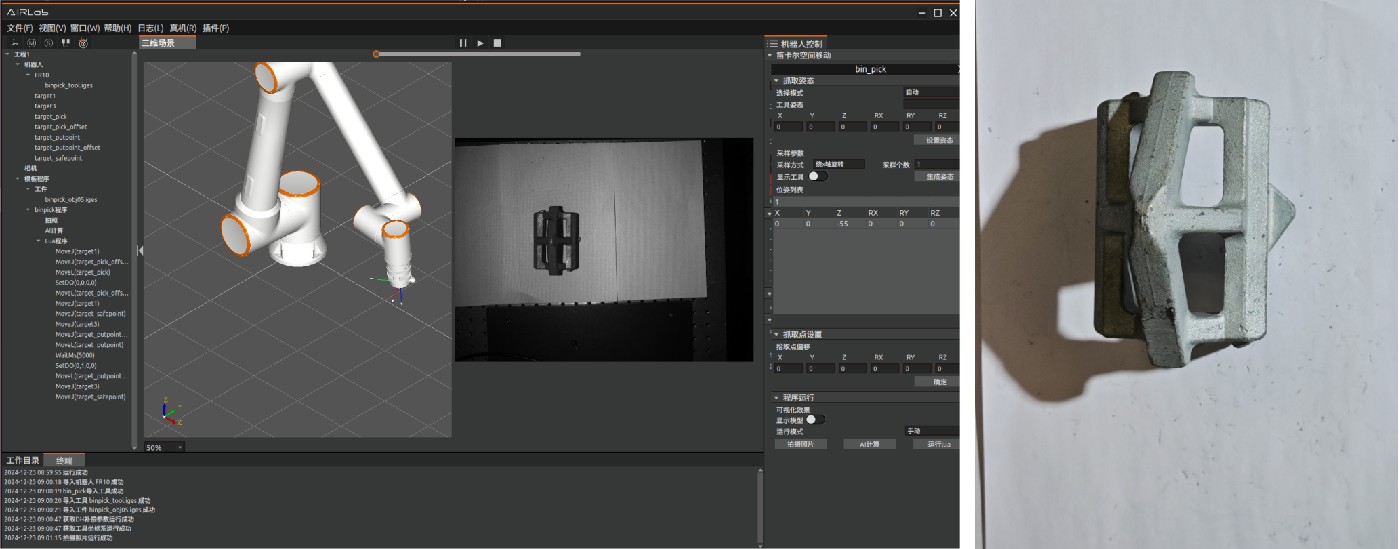 AIRLab
文件(F) 视图(V) 窗口(W) 帮助(H) 日志(L) 真机(R) 插件(P)
三维场景
工程1
机器人
FR10
binpick_tool.iges
target1
target3
target_pick
target_pick_offset
target_putpoint
target_putpoint_offset
target_safepoint
相机
模板程序
工件
binpick_obj05.iges
binpick程序
拍照
AI计算
Lua程序
MoveJ(target1)
MoveJ(target_pick_offs...
MoveL(target_pick)
SetDO(0,0,0,0)
MoveL(target_pick_offs...
MoveJ(target1)
MoveJ(target_safepoint)
MoveJ(target3)
MoveJ(target_putpoint...
MoveL(target_putpoint)
WaitMs(5000)
SetDO(0,1,0,0)
MoveL(target_putpoint...
MoveJ(target3)
MoveJ(target_safepoint)
50%
机器人控制
笛卡尔空间移动
bin_pick
抓取姿态
选择模式 自动
工具姿态
X Y Z RX RY RZ
0 0 0 0 0 0
设置姿态
采样参数
采样方式 绕x轴旋转 采样个数 1
显示工具 生成姿态
位姿列表
1
X Y Z RX RY RZ
0 0 -55 0 0 0
抓取点设置
抓取点偏移
X Y Z RX RY RZ
0 0 0 0 0 0
确定
程序运行
可视化效果
显示模型
运行模式 手动
拍摄照片 AI计算 运行lua
工作目录 终端
2024-12-23 08:59:55 运行成功
2024-12-23 09:00:18 导入机器人 FR10 成功
2024-12-23 09:00:19 bin_pick导入工具成功
2024-12-23 09:00:20 导入工具 binpick_tool.iges 成功
2024-12-23 09:00:21 导入工件 binpick_obj05.iges 成功
2024-12-23 09:00:47 获取DH补偿参数运行成功
2024-12-23 09:00:47 获取工具坐标系运行成功
2024-12-23 09:01:15 拍摄照片运行成功